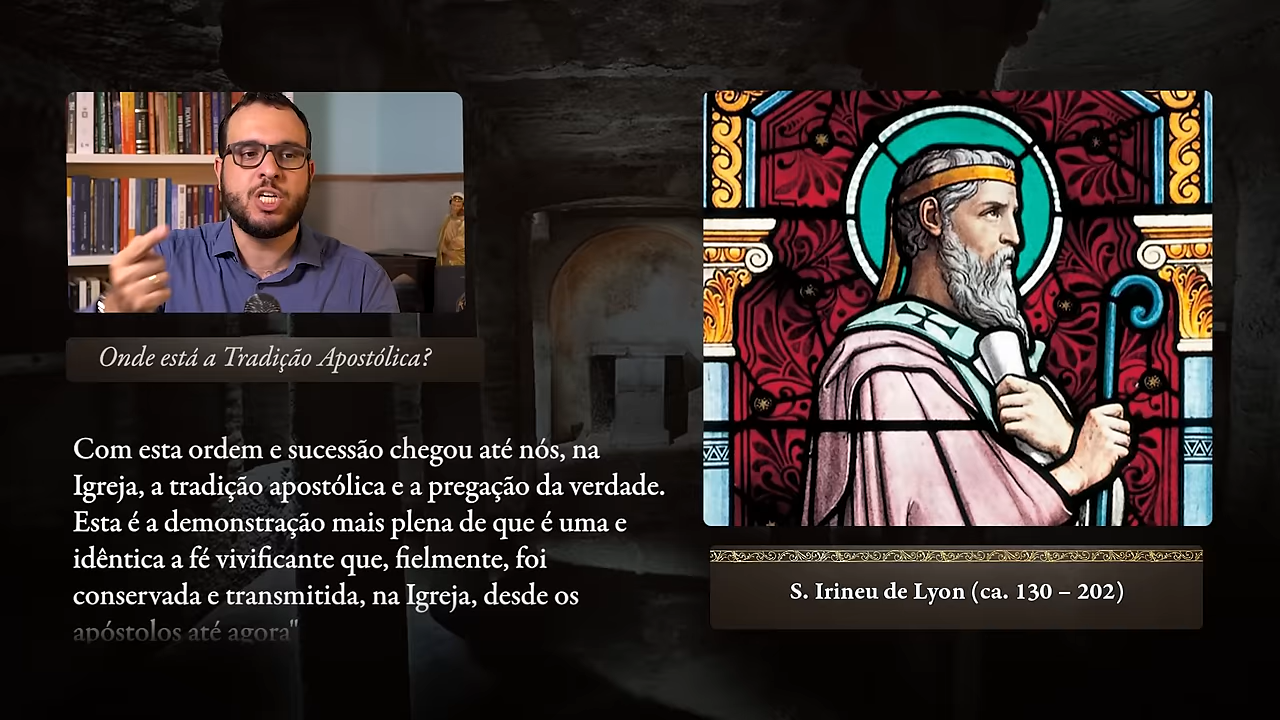 Onde está a Tradição Apostólica?
Com esta ordem e sucessão chegou até nós, na
Igreja, a tradição apostólica e a pregação da verdade.
Esta é a demonstração mais plena de que é uma e
idêntica a fé vivificante que, fielmente, foi
conservada e transmitida, na Igreja, desde os
apóstolos até agora"
S. Irineu de Lyon (ca. 130 – 202)